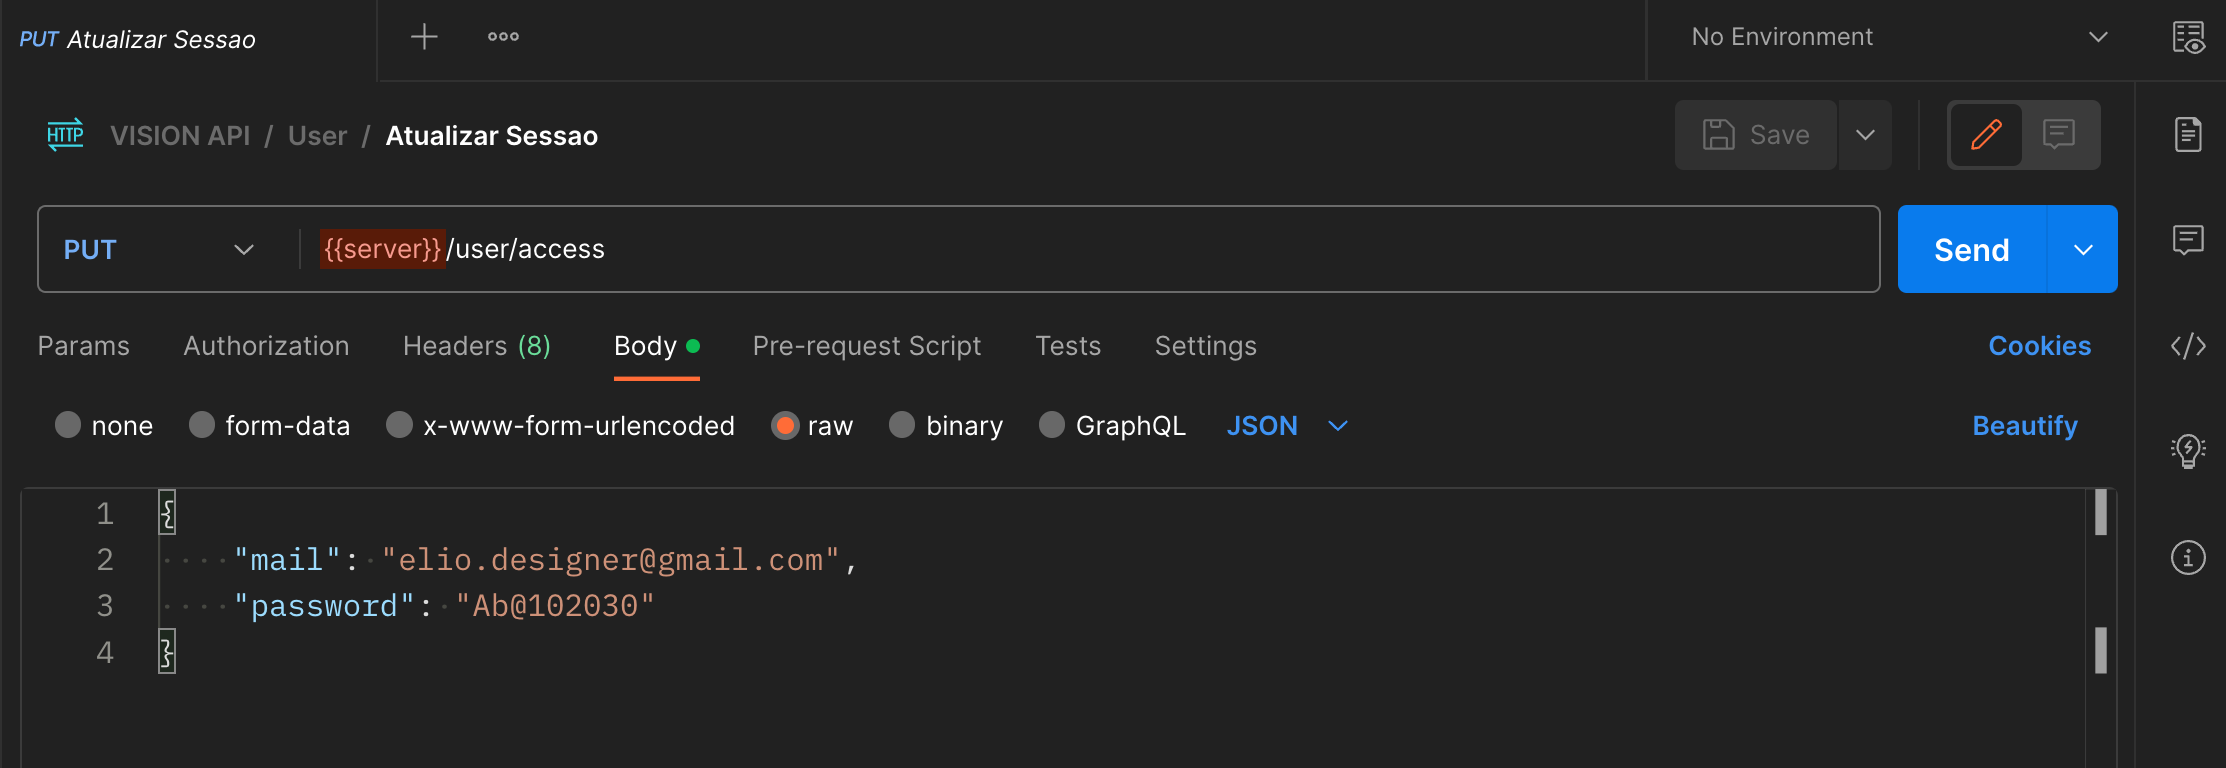 PUT Atualizar Sessao
No Environment
HTTP VISION API / User / Atualizar Sessao
Save
PUT {{server}}/user/access
Send
Params Authorization Headers (8) Body Pre-request Script Tests Settings Cookies
none form-data x-www-form-urlencoded raw binary GraphQL JSON Beautify
1 {
2 "mail": "elio.designer@gmail.com",
3 "password": "Ab@102030"
4 }